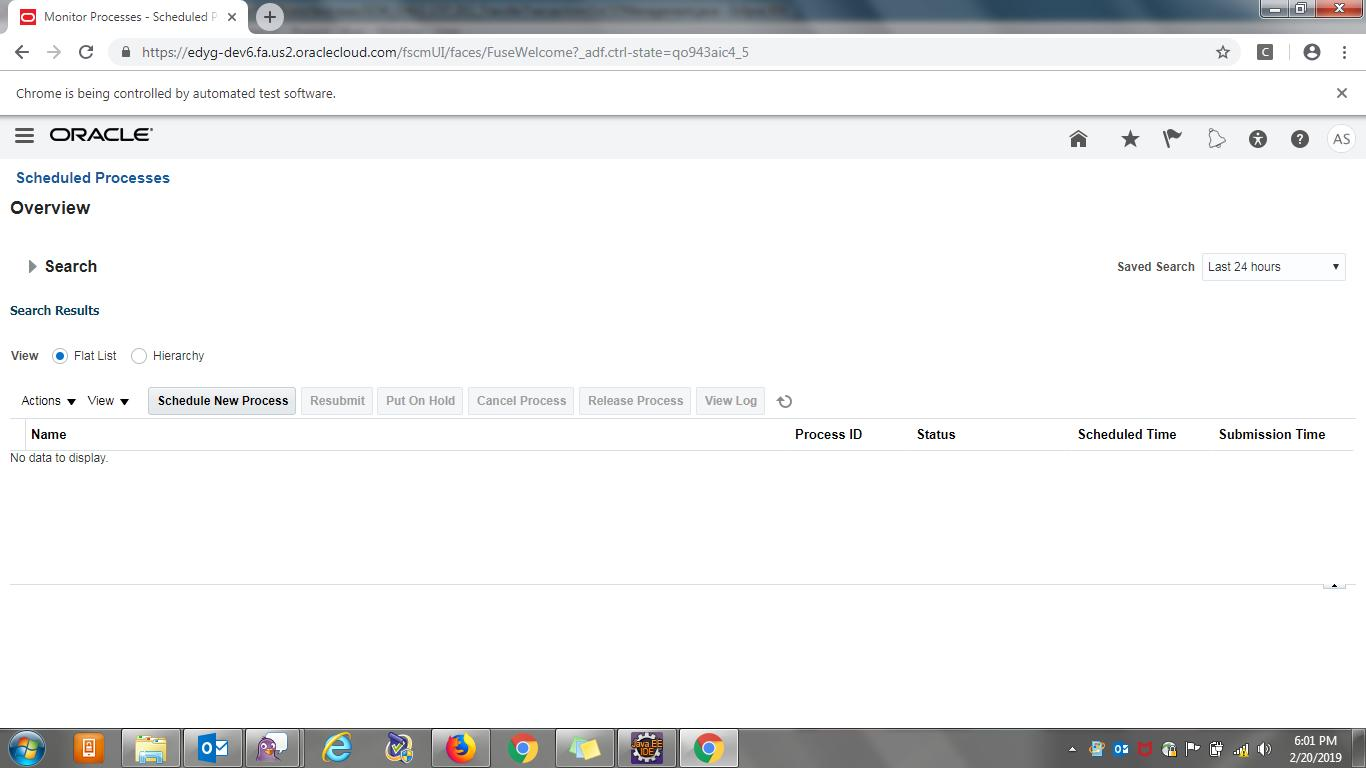 Monitor Processes - Scheduled P
https://edyg-dev6.fa.us2.oraclecloud.com/fscmUI/faces/FuseWelcome?_adf.ctrl-state=qo943aic4_5
C
Chrome is being controlled by automated test software.
ORACLE
AS
Scheduled Processes
Overview
Search
Saved Search Last 24 hours
Search Results
View Flat List Hierarchy
Actions View Schedule New Process Resubmit Put On Hold Cancel Process Release Process View Log
Name Process ID Status Scheduled Time Submission Time
No data to display.
Java EE
IDE
6:01 PM
2/20/2019